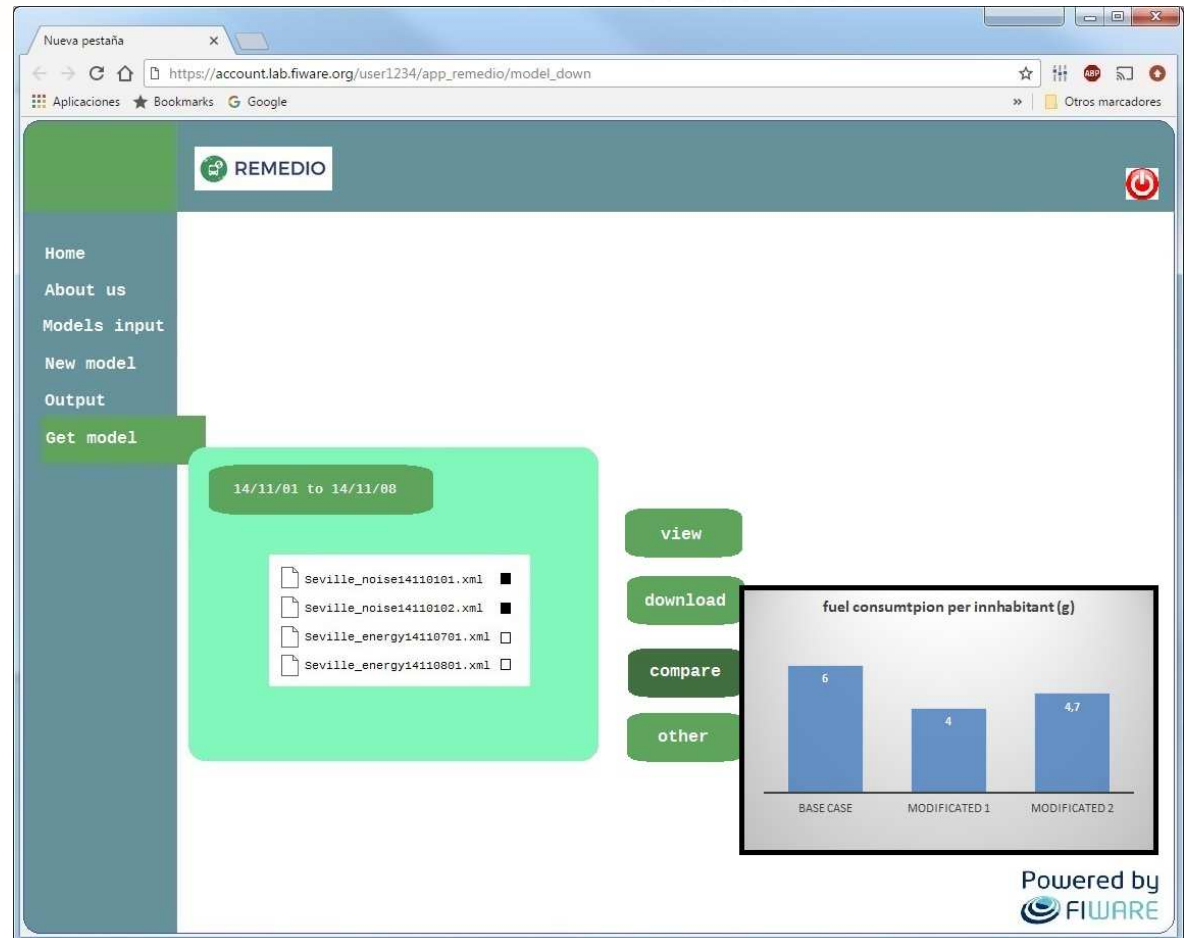 Nueva pestaña
https://account.lab.fiware.org/user1234/app_remedio/model_down
ABP
Aplicaciones Bookmarks G Google » Otros marcadores
REMEDIO
Home
About us
Models input
New model
Output
Get model
14/11/01 to 14/11/08
Seville_noise14110101.xml
Seville_noise14110102.xml
Seville_energy14110701.xml
Seville_energy14110801.xml
view
download
compare
other
fuel consumtpion per innhabitant (g)
6
4
4,7
BASE CASE MODIFICATED 1 MODIFICATED 2
Powered by
FIWARE